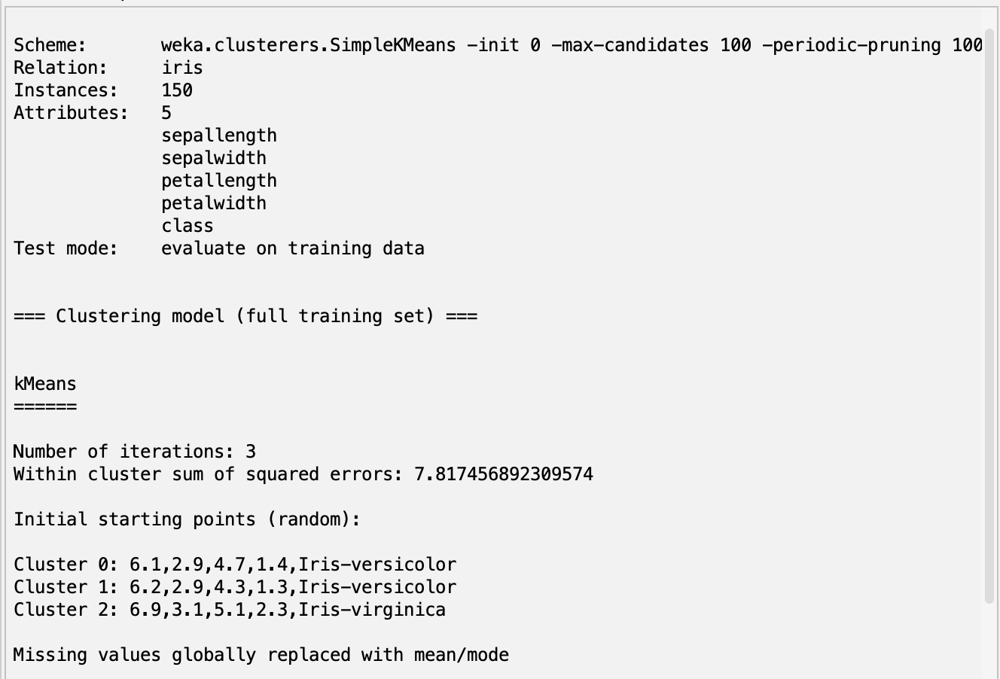 Scheme: weka.clusterers.SimpleKMeans -init 0 -max-candidates 100 -periodic-pruning 100
Relation: iris
Instances: 150
Attributes: 5
sepallength
sepalwidth
petallength
petalwidth
class
Test mode: evaluate on training data
=== Clustering model (full training set) ===
kMeans
======
Number of iterations: 3
Within cluster sum of squared errors: 7.817456892309574
Initial starting points (random):
Cluster 0: 6.1,2.9,4.7,1.4,Iris-versicolor
Cluster 1: 6.2,2.9,4.3,1.3,Iris-versicolor
Cluster 2: 6.9,3.1,5.1,2.3,Iris-virginica
Missing values globally replaced with mean/mode